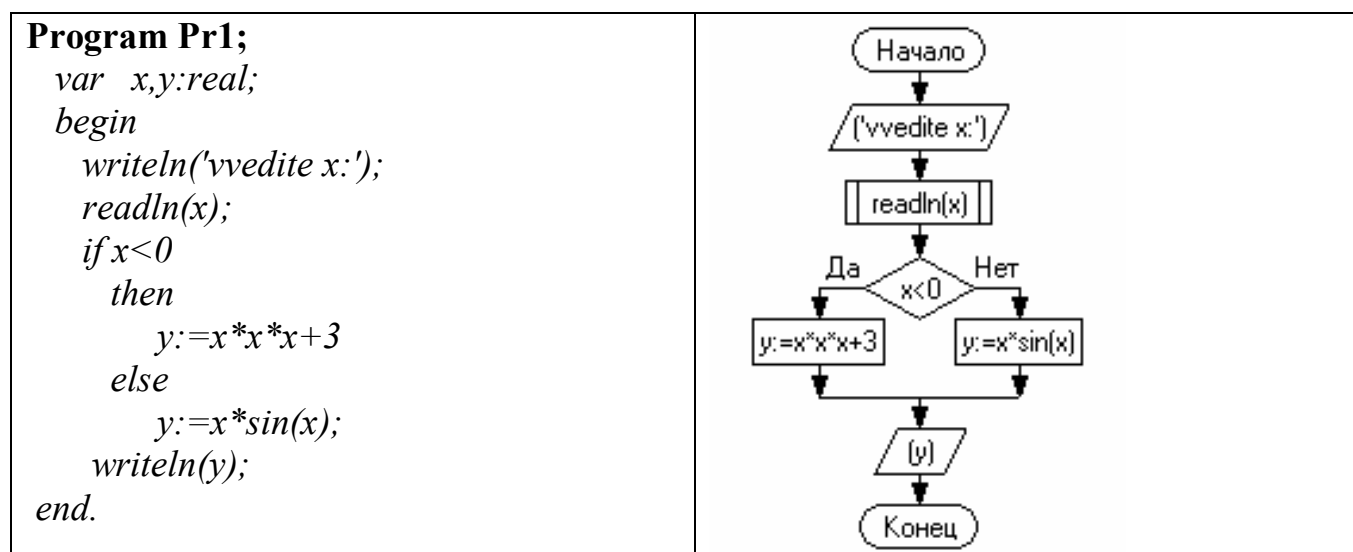 Program Pr1;
var x,y:real;
begin
writeln('vvedite x:');
readln(x);
if x<0
then
y:=x*x*x+3
else
y:=x*sin(x);
writeln(y);
end.
Начало
('vvedite x:')
readln(x)
Да
Нет
x<0
y:=x*x*x+3
y:=x*sin(x)
(y)
Конец